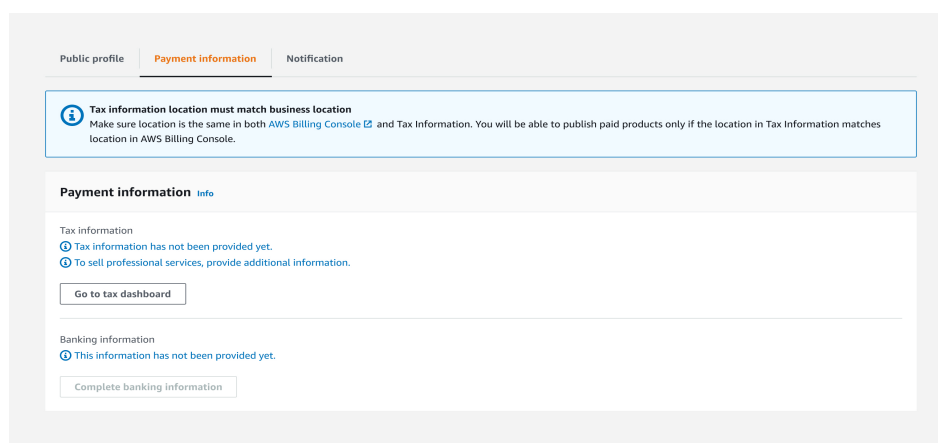 Public profile
Payment information
Notification
Tax information location must match business location
Make sure location is the same in both AWS Billing Console and Tax Information. You will be able to publish paid products only if the location in Tax Information matches
location in AWS Billing Console.
Payment information Info
Tax information
Tax information has not been provided yet.
To sell professional services, provide additional information.
Go to tax dashboard
Banking information
This information has not been provided yet.
Complete banking information